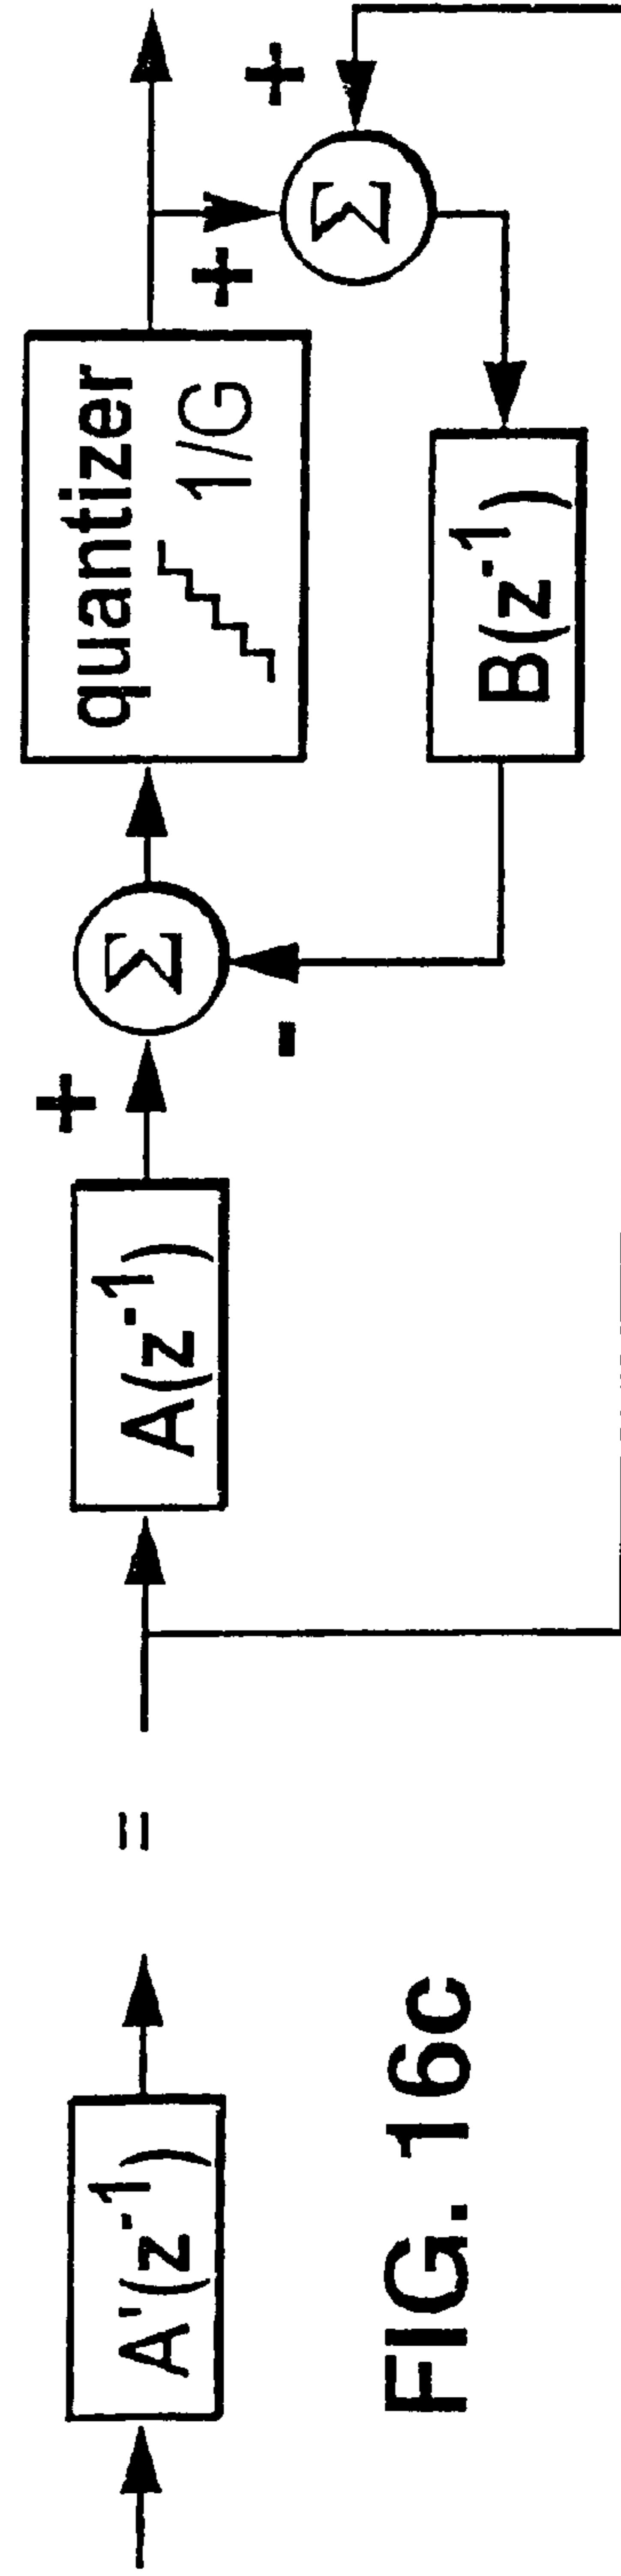 A'(z⁻¹)
=
A(z⁻¹)
+
Σ
-
quantizer
1/G
+
+
Σ
B(z⁻¹)
FIG. 16c